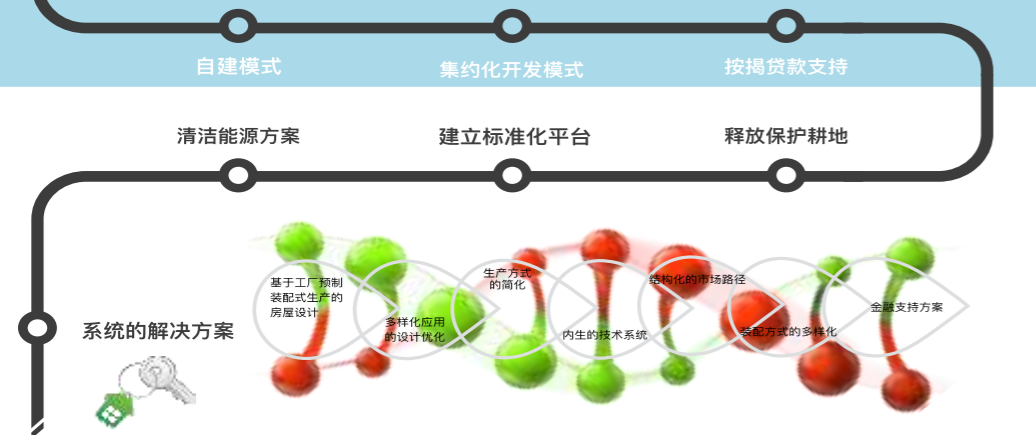 自建模式
集约化开发模式
按揭贷款支持
清洁能源方案
建立标准化平台
释放保护耕地
系统的解决方案
基于工厂预制
装配式生产的
房屋设计
多样化应用
的设计优化
生产方式
的简化
内生的技术系统
结构化的市场路径
装配方式的多样化
金融支持方案